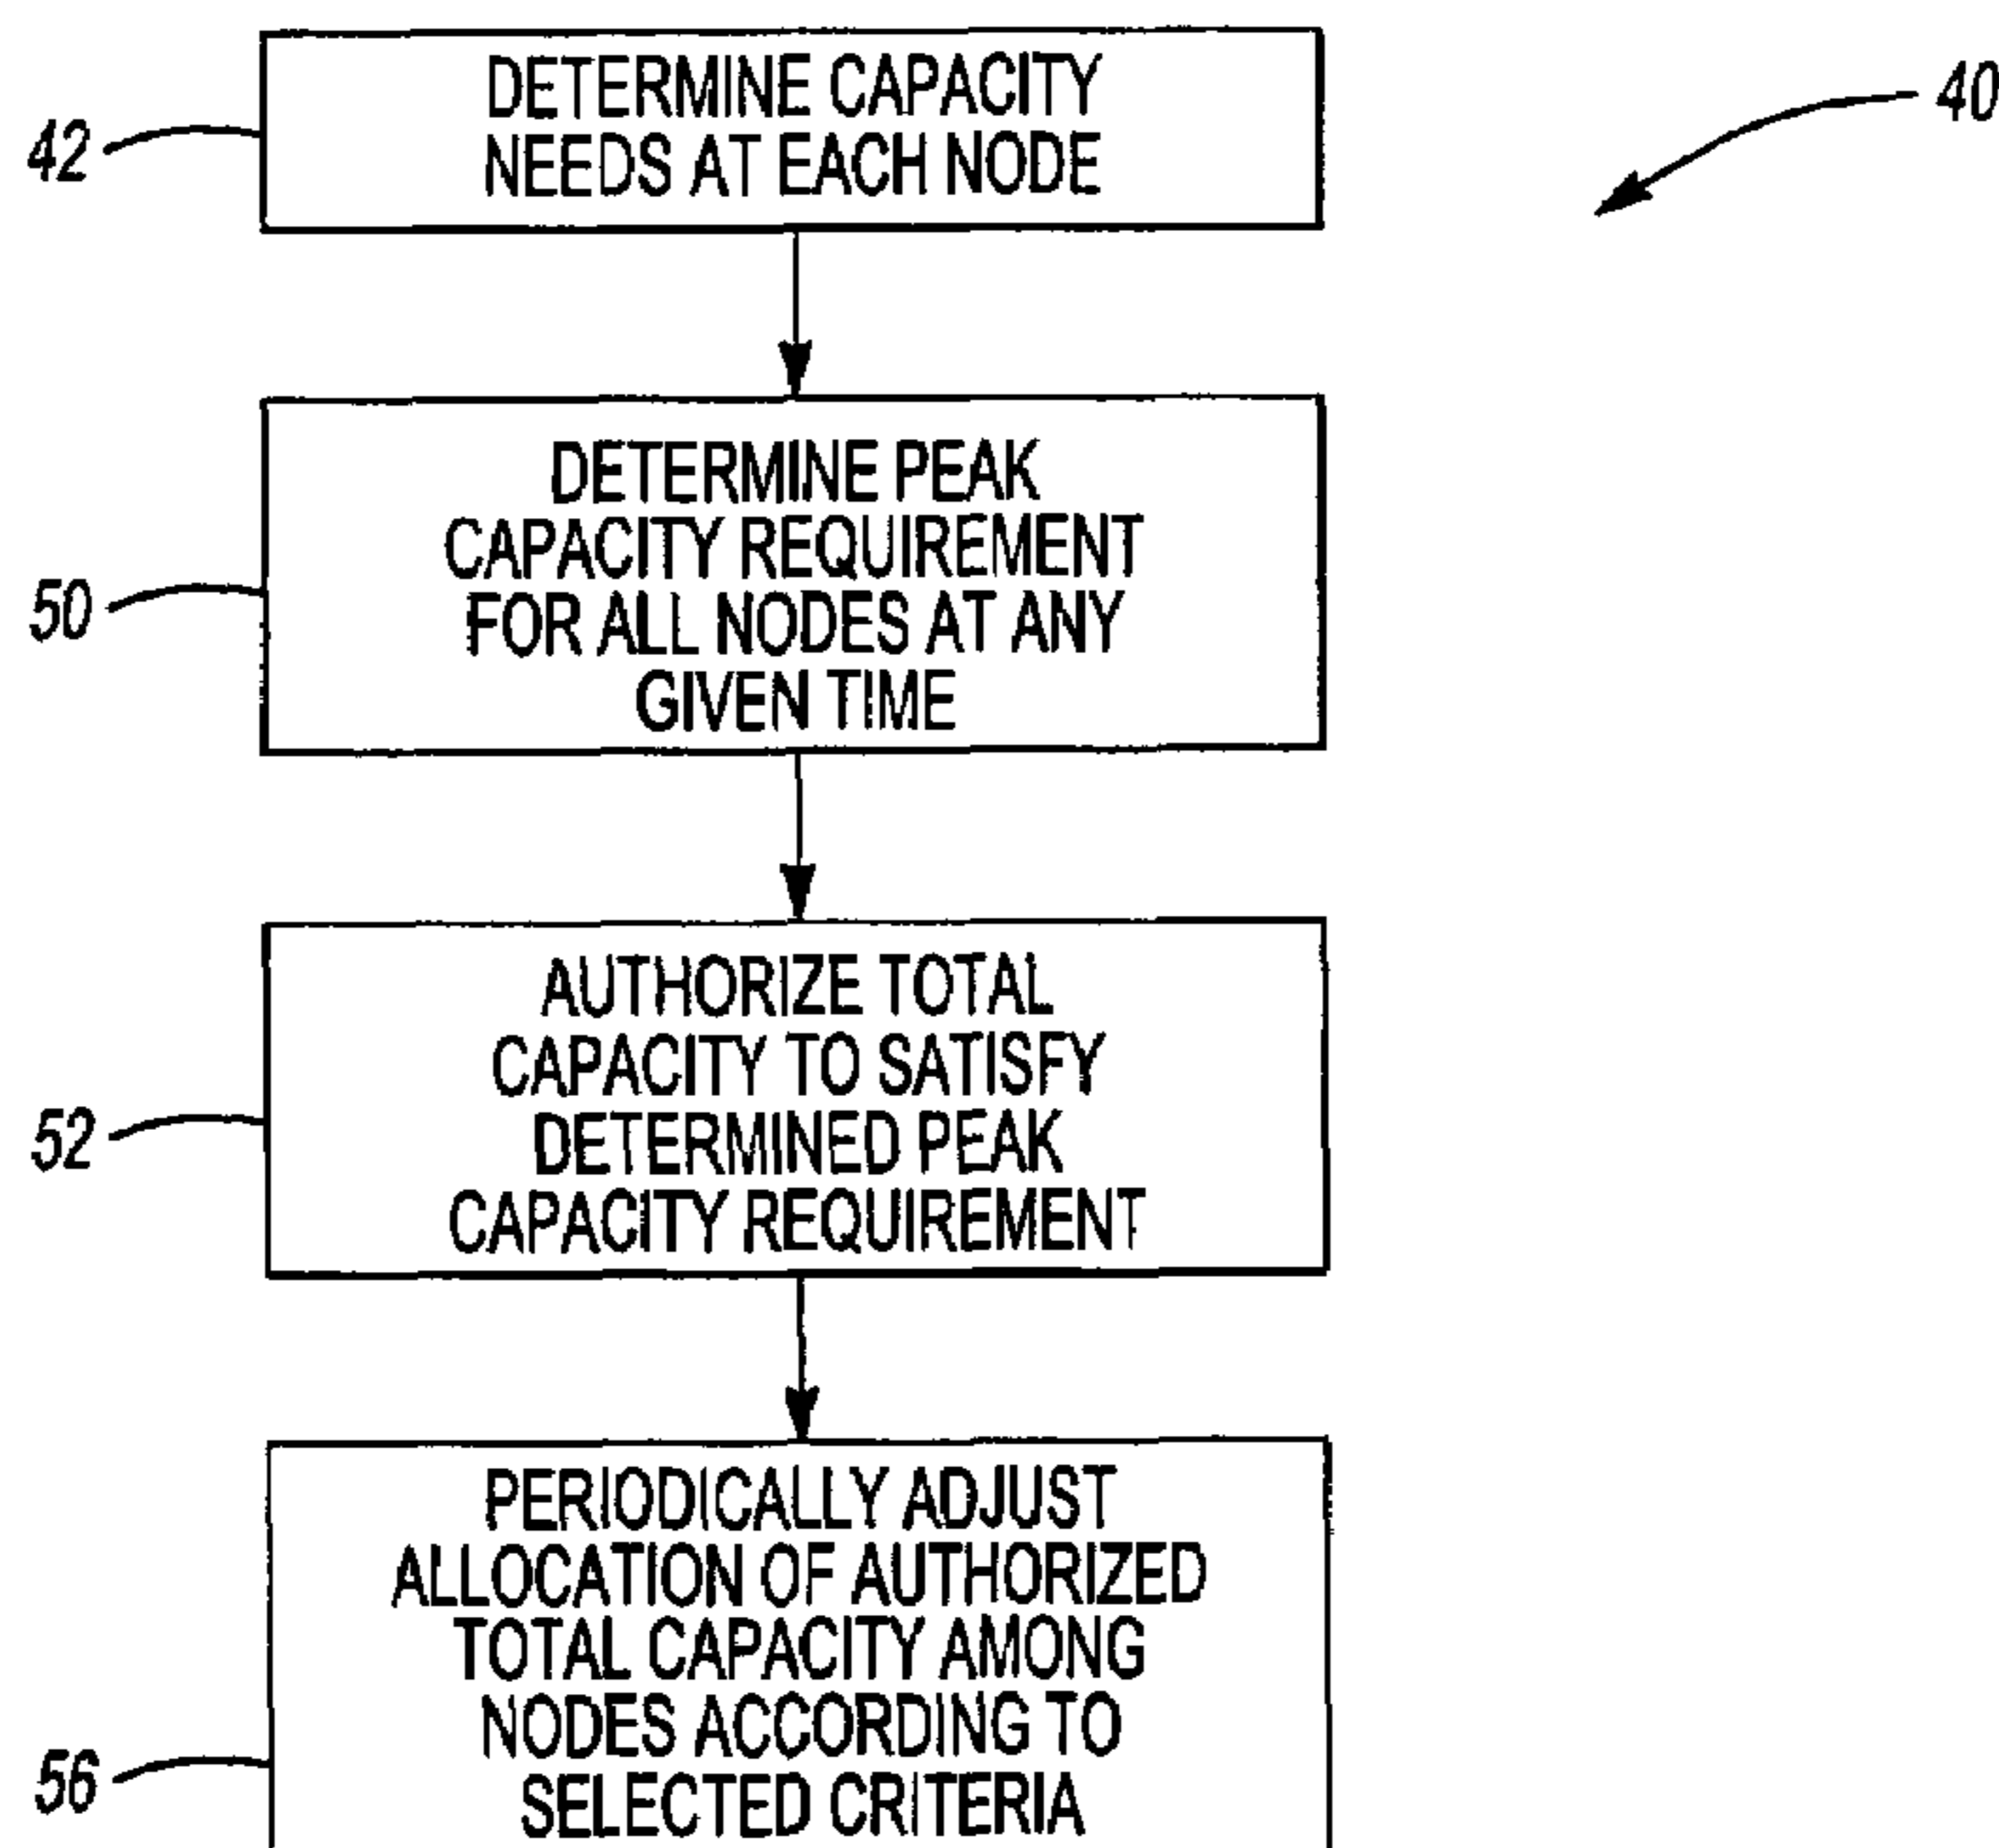 DETERMINE CAPACITY
NEEDS AT EACH NODE
42
40
DETERMINE PEAK
CAPACITY REQUIREMENT
FOR ALL NODES AT ANY
GIVEN TIME
50
AUTHORIZE TOTAL
CAPACITY TO SATISFY
DETERMINED PEAK
CAPACITY REQUIREMENT
52
PERIODICALLY ADJUST
ALLOCATION OF AUTHORIZED
TOTAL CAPACITY AMONG
NODES ACCORDING TO
SELECTED CRITERIA
56